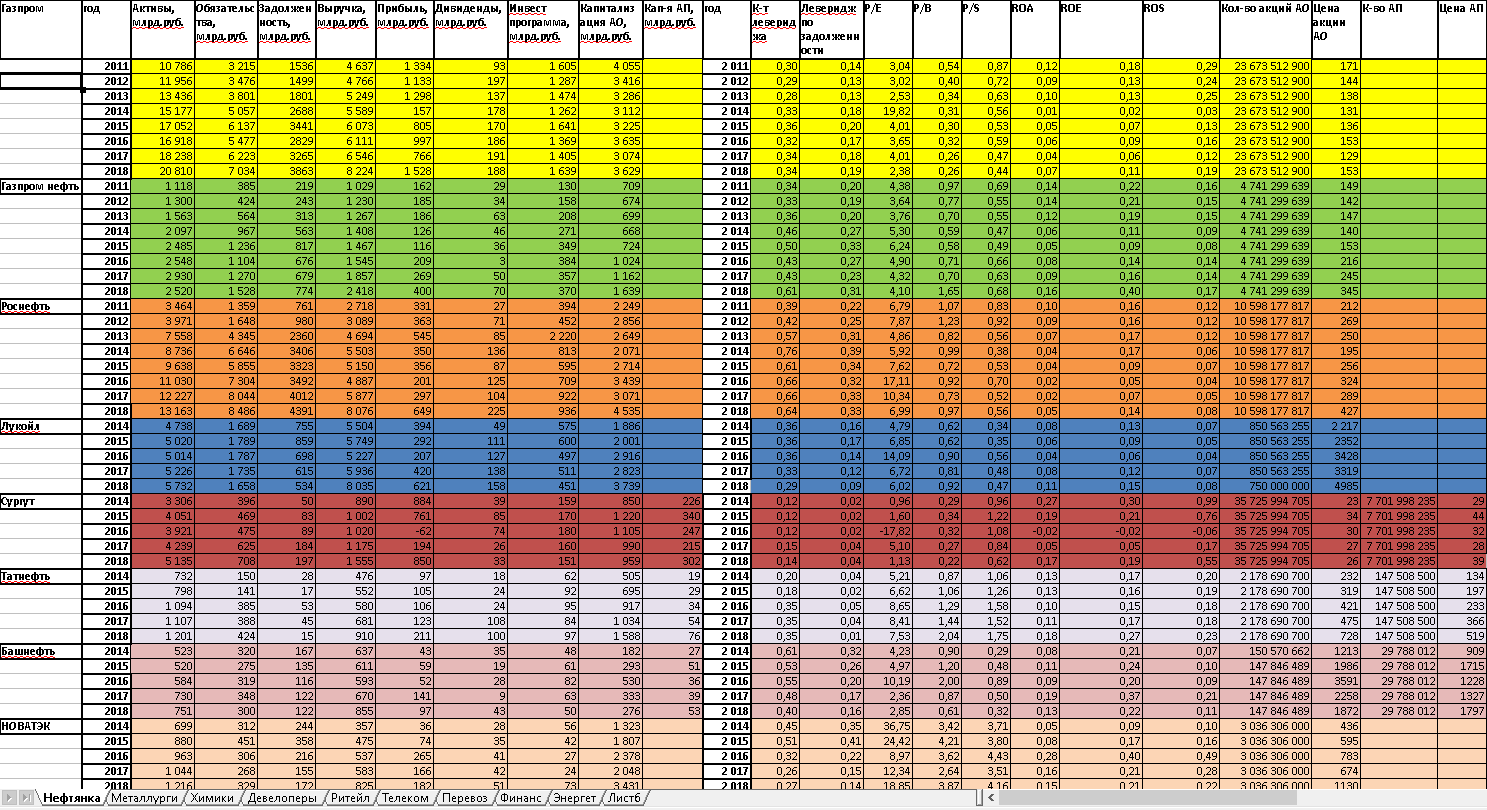 Газпром год Активы, млрд.руб. Обязательства, млрд.руб. Задолженность, млрд.руб. Выручка, млрд.руб. Прибыль, млрд.руб. Дивиденды, млрд.руб. Инвест программа, млрд.руб. Капитализация АО, млрд.руб. Кап-я АП, млрд.руб. год К-т левериджа Леверидж по задолженности P/E P/B P/S ROA ROE ROS Кол-во акций АО Цена акции АО К-во АП Цена АП
2011 10 786 3 215 1536 4 637 1 334 93 1 605 4 055 2 011 0,30 0,14 3,04 0,54 0,87 0,12 0,18 0,29 23 673 512 900 171
2012 11 956 3 476 1499 4 766 1 133 197 1 287 3 416 2 012 0,29 0,13 3,02 0,40 0,72 0,09 0,13 0,24 23 673 512 900 144
2013 13 436 3 801 1801 5 249 1 298 137 1 474 3 286 2 013 0,28 0,13 2,53 0,34 0,63 0,10 0,13 0,25 23 673 512 900 138
2014 15 177 5 057 2688 5 589 157 178 1 262 3 112 2 014 0,33 0,18 19,82 0,31 0,56 0,01 0,02 0,03 23 673 512 900 131
2015 17 052 6 137 3441 6 073 805 170 1 641 3 225 2 015 0,36 0,20 4,01 0,30 0,53 0,05 0,07 0,13 23 673 512 900 136
2016 16 918 5 477 2829 6 111 997 186 1 369 3 635 2 016 0,32 0,17 3,65 0,32 0,59 0,06 0,09 0,16 23 673 512 900 153
2017 18 238 6 223 3265 6 546 766 191 1 405 3 074 2 017 0,34 0,18 4,01 0,26 0,47 0,04 0,06 0,12 23 673 512 900 129
2018 20 810 7 034 3863 8 224 1 528 188 1 639 3 629 2 018 0,34 0,19 2,38 0,26 0,44 0,07 0,11 0,19 23 673 512 900 153
Газпром нефть 2011 1 118 385 219 1 029 162 29 130 709 2 011 0,34 0,20 4,38 0,97 0,69 0,14 0,22 0,16 4 741 299 639 149
2012 1 300 424 243 1 230 185 34 158 674 2 012 0,33 0,19 3,64 0,77 0,55 0,14 0,21 0,15 4 741 299 639 142
2013 1 563 564 313 1 267 186 63 208 699 2 013 0,36 0,20 3,76 0,70 0,55 0,12 0,19 0,15 4 741 299 639 147
2014 2 097 967 563 1 408 126 46 271 668 2 014 0,46 0,27 5,30 0,59 0,47 0,06 0,11 0,09 4 741 299 639 140
2015 2 485 1 236 817 1 467 116 36 349 724 2 015 0,50 0,33 6,24 0,58 0,49 0,05 0,09 0,08 4 741 299 639 153
2016 2 548 1 104 676 1 545 209 3 384 1 024 2 016 0,43 0,27 4,90 0,71 0,66 0,08 0,14 0,14 4 741 299 639 216
2017 2 930 1 270 679 1 857 269 50 357 1 162 2 017 0,43 0,23 4,32 0,70 0,63 0,09 0,16 0,14 4 741 299 639 245
2018 2 520 1 528 774 2 418 400 70 370 1 639 2 018 0,61 0,31 4,10 1,65 0,68 0,16 0,40 0,17 4 741 299 639 345
Роснефть 2011 3 464 1 359 761 2 718 331 27 394 2 249 2 011 0,39 0,22 6,79 1,07 0,83 0,10 0,16 0,12 10 598 177 817 212
2012 3 971 1 648 980 3 089 363 71 452 2 856 2 012 0,42 0,25 7,87 1,23 0,92 0,09 0,16 0,12 10 598 177 817 269
2013 7 558 4 345 2360 4 694 545 85 2 220 2 649 2 013 0,57 0,31 4,86 0,82 0,56 0,07 0,17 0,12 10 598 177 817 250
2014 8 736 6 646 3406 5 503 350 136 813 2 071 2 014 0,76 0,39 5,92 0,99 0,38 0,04 0,17 0,06 10 598 177 817 195
2015 9 638 5 855 3323 5 150 356 87 595 2 714 2 015 0,61 0,34 7,62 0,72 0,53 0,04 0,09 0,07 10 598 177 817 256
2016 11 030 7 304 3492 4 887 201 125 709 3 439 2 016 0,66 0,32 17,11 0,92 0,70 0,02 0,05 0,04 10 598 177 817 324
2017 12 227 8 044 4012 5 877 297 104 922 3 071 2 017 0,66 0,33 10,34 0,73 0,52 0,02 0,07 0,05 10 598 177 817 289
2018 13 163 8 486 4391 8 076 649 225 936 4 535 2 018 0,64 0,33 6,99 0,97 0,56 0,05 0,14 0,08 10 598 177 817 427
Лукойл 2014 4 738 1 689 755 5 504 394 49 575 1 886 2 014 0,36 0,16 4,79 0,62 0,34 0,08 0,13 0,07 850 563 255 2 217
2015 5 020 1 789 859 5 749 292 111 600 2 001 2 015 0,36 0,17 6,85 0,62 0,35 0,06 0,09 0,05 850 563 255 2352
2016 5 014 1 787 698 5 227 207 127 497 2 916 2 016 0,36 0,14 14,09 0,90 0,56 0,04 0,06 0,04 850 563 255 3428
2017 5 226 1 735 615 5 936 420 138 511 2 823 2 017 0,33 0,12 6,72 0,81 0,48 0,08 0,12 0,07 850 563 255 3319
2018 5 732 1 658 534 8 035 621 158 451 3 739 2 018 0,29 0,09 6,02 0,92 0,47 0,11 0,15 0,08 750 000 000 4985
Сургут 2014 3 306 396 50 890 884 39 159 850 226 2 014 0,12 0,02 0,96 0,29 0,96 0,27 0,30 0,99 35 725 994 705 23 7 701 998 235 29
2015 4 051 469 83 1 002 761 85 170 1 220 340 2 015 0,12 0,02 1,60 0,34 1,22 0,19 0,21 0,76 35 725 994 705 34 7 701 998 235 44
2016 3 921 475 89 1 020 -62 74 180 1 105 247 2 016 0,12 0,02 -17,82 0,32 1,08 -0,02 -0,02 -0,06 35 725 994 705 30 7 701 998 235 32
2017 4 239 625 184 1 175 194 26 160 990 215 2 017 0,15 0,04 5,10 0,27 0,84 0,05 0,05 0,17 35 725 994 705 27 7 701 998 235 28
2018 5 135 708 197 1 555 850 33 151 959 302 2 018 0,14 0,04 1,13 0,22 0,62 0,17 0,19 0,55 35 725 994 705 26 7 701 998 235 39
Татнефть 2014 732 150 28 476 97 18 62 505 19 2 014 0,20 0,04 5,21 0,87 1,06 0,13 0,17 0,20 2 178 690 700 232 147 508 500 134
2015 798 141 17 552 105 24 92 695 29 2 015 0,18 0,02 6,62 1,06 1,26 0,13 0,16 0,19 2 178 690 700 319 147 508 500 197
2016 1 094 385 53 580 106 24 95 917 34 2 016 0,35 0,05 8,65 1,29 1,58 0,10 0,15 0,18 2 178 690 700 421 147 508 500 233
2017 1 107 388 45 681 123 108 84 1 034 54 2 017 0,35 0,04 8,41 1,44 1,52 0,11 0,17 0,18 2 178 690 700 475 147 508 500 366
2018 1 201 424 15 910 211 100 97 1 588 76 2 018 0,35 0,01 7,53 2,04 1,75 0,18 0,27 0,23 2 178 690 700 728 147 508 500 519
Башнефть 2014 523 320 167 637 43 35 48 182 27 2 014 0,61 0,32 4,23 0,90 0,29 0,08 0,21 0,07 150 570 662 1213 29 788 012 909
2015 520 275 135 611 59 19 61 293 51 2 015 0,53 0,26 4,97 1,20 0,48 0,11 0,24 0,10 147 846 489 1986 29 788 012 1715
2016 584 319 116 593 52 28 82 530 36 2 016 0,55 0,20 10,19 2,00 0,89 0,09 0,20 0,09 147 846 489 3591 29 788 012 1228
2017 730 348 122 670 141 9 63 333 39 2 017 0,48 0,17 2,36 0,87 0,50 0,19 0,37 0,21 147 846 489 2258 29 788 012 1327
2018 751 300 122 855 97 43 50 276 53 2 018 0,40 0,16 2,85 0,61 0,32 0,13 0,22 0,11 147 846 489 1872 29 788 012 1797
НОВАТЭК 2014 699 312 244 357 36 28 56 1 323 2 014 0,45 0,35 36,75 3,42 3,71 0,05 0,09 0,10 3 036 306 000 436
2015 880 451 358 475 74 35 42 1 807 2 015 0,51 0,41 24,42 4,21 3,80 0,08 0,17 0,16 3 036 306 000 595
2016 963 306 216 537 265 41 27 2 378 2 016 0,32 0,22 8,97 3,62 4,43 0,28 0,40 0,49 3 036 306 000 783
2017 1 044 268 155 583 166 42 24 2 048 2 017 0,26 0,15 12,34 2,64 3,51 0,16 0,21 0,28 3 036 306 000 674
2018 1 216 329 172 825 182 51 73 3 431 2 018 0,27 0,14 18,85 3,87 4,16 0,15 0,21 0,22 3 036 306 000 1130
Нефтянка Металлурги Химики Девелоперы Ритейл Телеком Перевоз Финанс Энергет Лист6